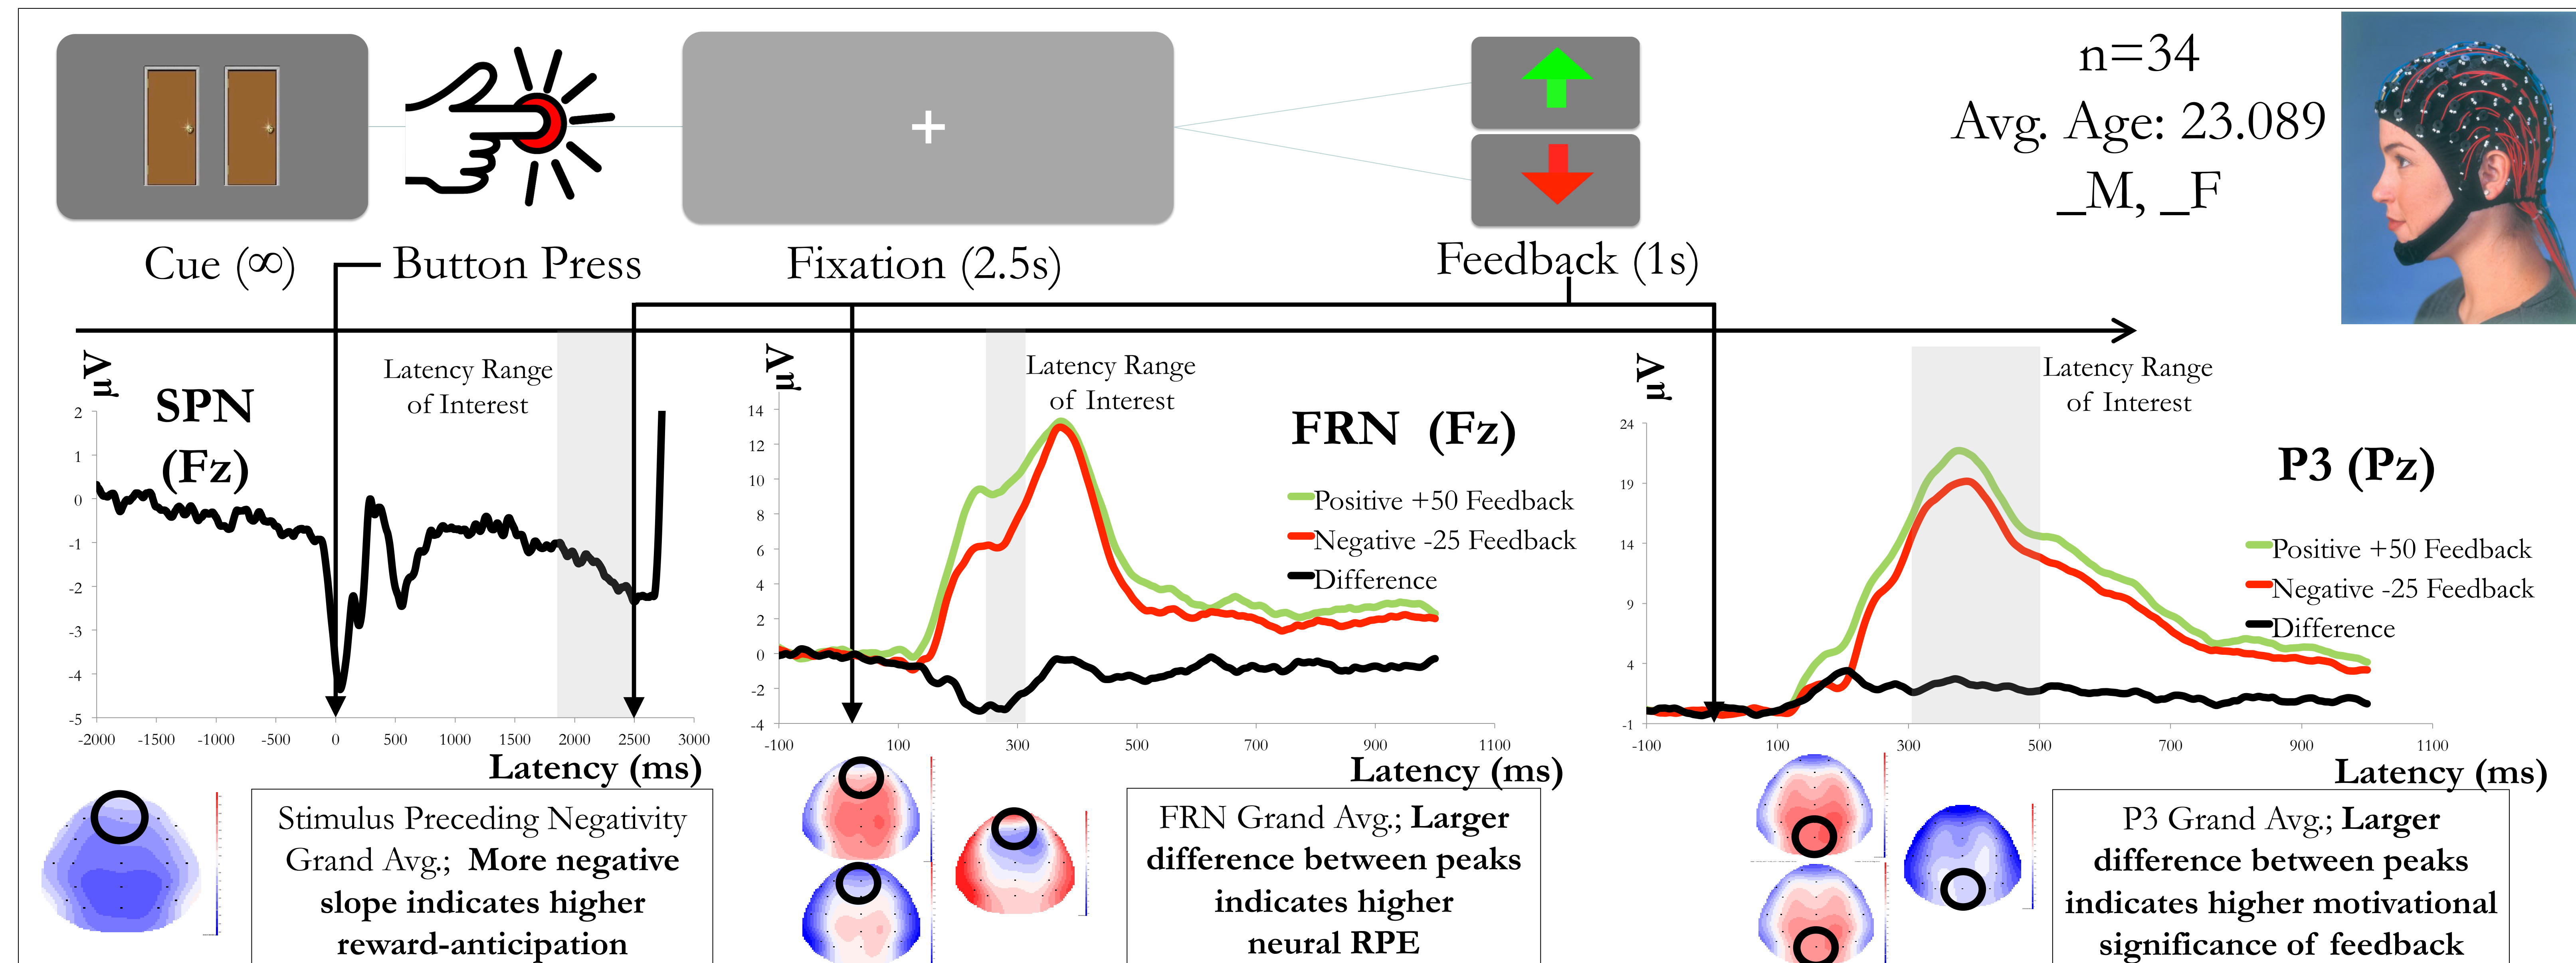 n=34
Avg. Age: 23.089
_M, _F
Cue (∞)
Button Press
Fixation (2.5s)
Feedback (1s)
µV
SPN
(Fz)
Latency Range
of Interest
2
1
0
-1
-2
-3
-4
-5
-2000 -1500 -1000 -500 0 500 1000 1500 2000 2500 3000
Latency (ms)
µV
Latency Range
of Interest
FRN (Fz)
Positive +50 Feedback
Negative -25 Feedback
Difference
14
12
10
8
6
4
2
0
-2
-4
-100 100 300 500 700 900 1100
Latency (ms)
µV
Latency Range
of Interest
P3 (Pz)
Positive +50 Feedback
Negative -25 Feedback
Difference
24
19
14
9
4
-1
-100 100 300 500 700 900 1100
Latency (ms)
Stimulus Preceding Negativity
Grand Avg.; More negative
slope indicates higher
reward-anticipation
FRN Grand Avg.; Larger
difference between peaks
indicates higher
neural RPE
P3 Grand Avg.; Larger
difference between peaks
indicates higher motivational
significance of feedback